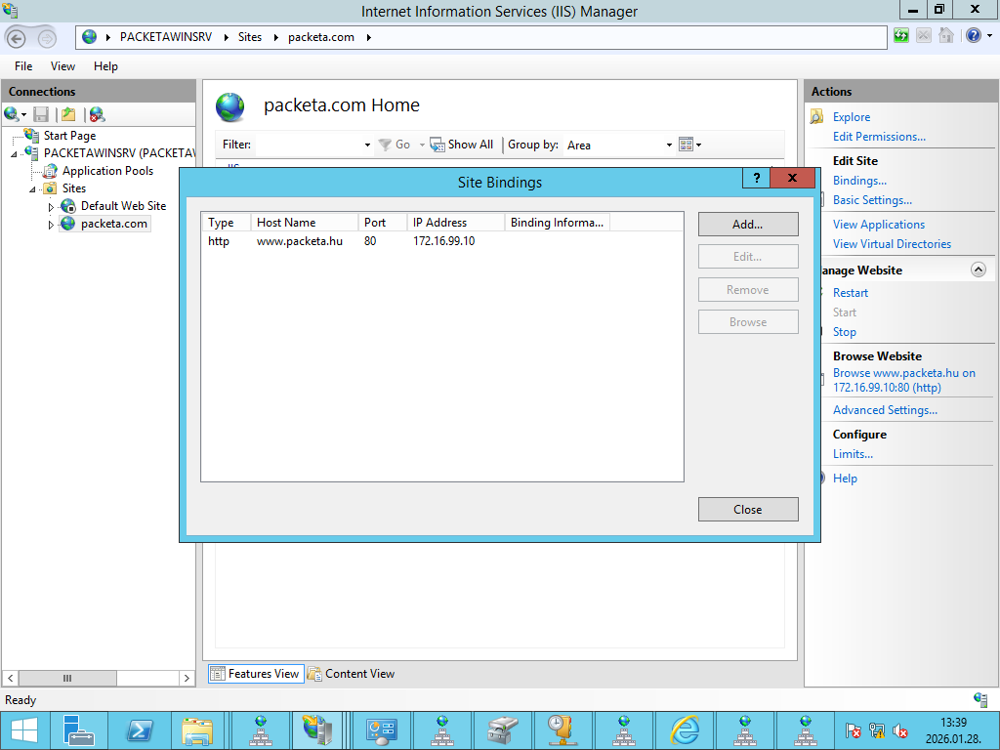 Internet Information Services (IIS) Manager
PACKETAWINSRV Sites packeta.com
File View Help
Connections
Start Page
PACKETAWINSRV (PACKETAW
Application Pools
Sites
Default Web Site
packeta.com
packeta.com Home
Filter: Go Show All Group by: Area
IIS
Site Bindings
?
Type Host Name Port IP Address Binding Informa...
http www.packeta.hu 80 172.16.99.10
Add...
Edit...
Remove
Browse
Close
Actions
Explore
Edit Permissions...
Edit Site
Bindings...
Basic Settings...
View Applications
View Virtual Directories
anage Website
Restart
Start
Stop
Browse Website
Browse www.packeta.hu on
172.16.99.10:80 (http)
Advanced Settings...
Configure
Limits...
Help
Features View Content View
Ready
13:39
2026.01.28.